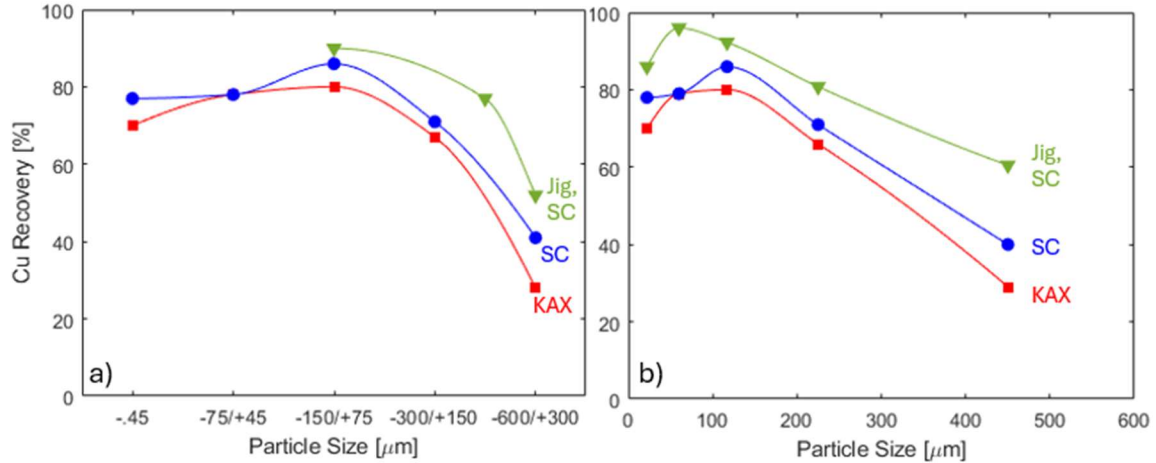 100
80
60
40
20
0
Cu Recovery [%]
Jig,
SC
SC
KAX
a)
-.45
-75/+45
-150/+75
-300/+150
-600/+300
Particle Size [μm]
100
80
60
40
20
0
Jig,
SC
SC
KAX
b)
0
100
200
300
400
500
600
Particle Size [μm]